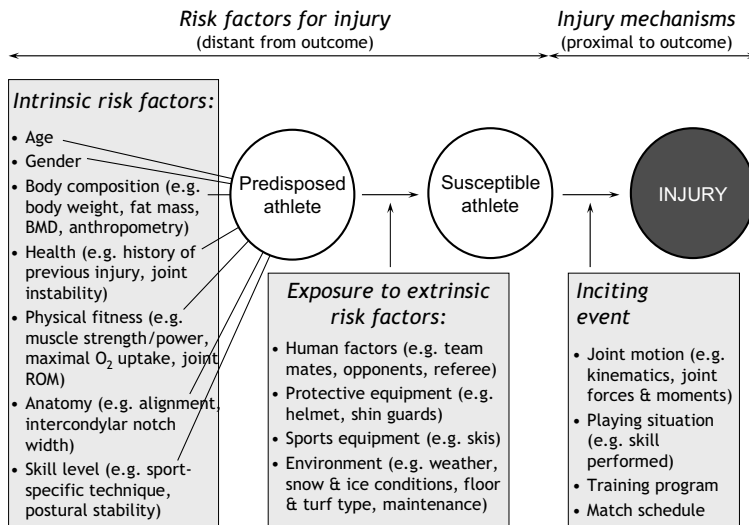 Risk factors for injury
(distant from outcome)
Injury mechanisms
(proximal to outcome)
Intrinsic risk factors:
• Age
• Gender
• Body composition (e.g.
body weight, fat mass,
BMD, anthropometry)
• Health (e.g. history of
previous injury, joint
instability)
• Physical fitness (e.g.
muscle strength/power,
maximal O₂ uptake, joint
ROM)
• Anatomy (e.g. alignment,
intercondylar notch
width)
• Skill level (e.g. sport-
specific technique,
postural stability)
Predisposed
athlete
Susceptible
athlete
INJURY
Exposure to extrinsic
risk factors:
• Human factors (e.g. team
mates, opponents, referee)
• Protective equipment (e.g.
helmet, shin guards)
• Sports equipment (e.g. skis)
• Environment (e.g. weather,
snow & ice conditions, floor
& turf type, maintenance)
Inciting
event
• Joint motion (e.g.
kinematics, joint
forces & moments)
• Playing situation
(e.g. skill
performed)
• Training program
• Match schedule